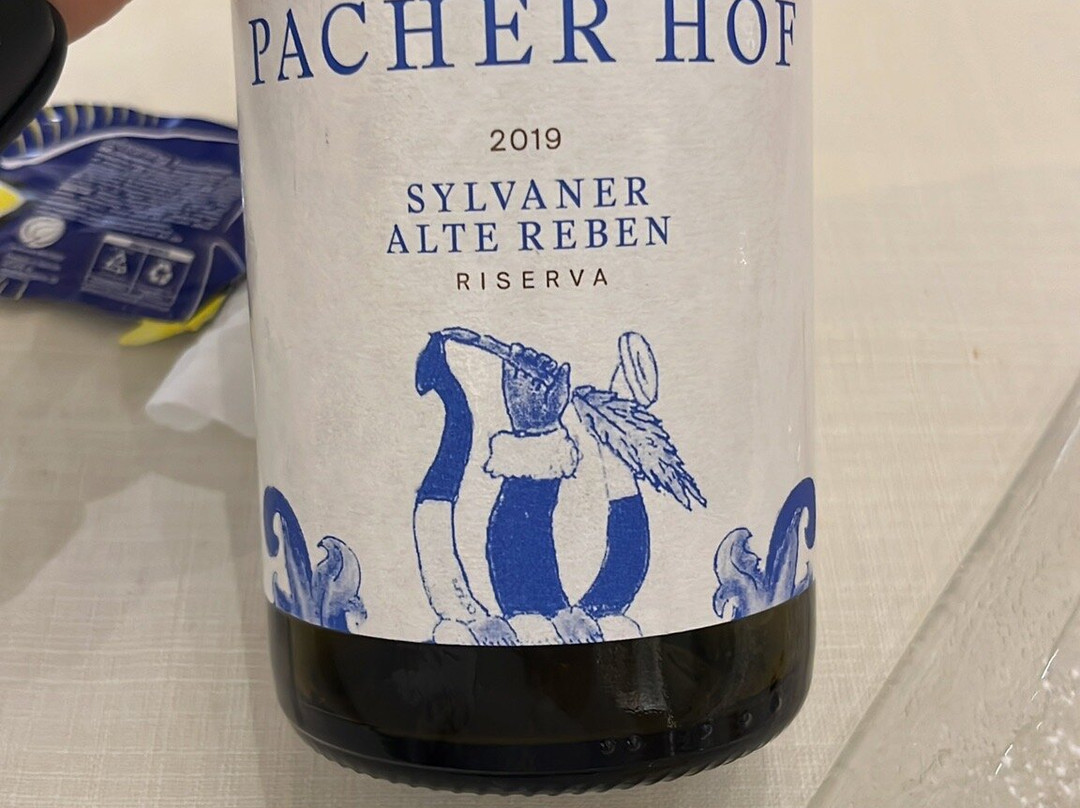 PACHER HOF
2019
SYLVANER
ALTE REBEN
RISERVA